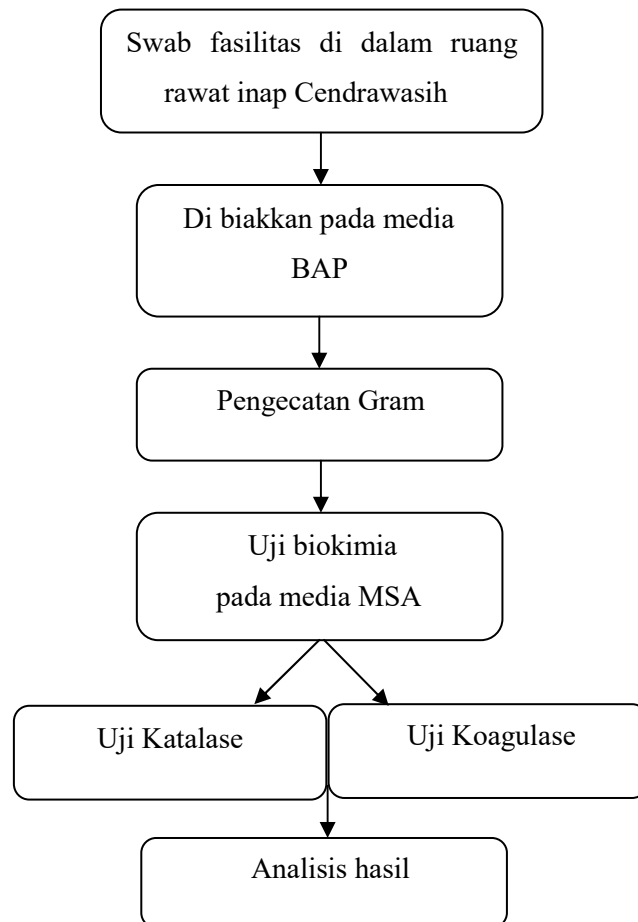 Swab fasilitas di dalam ruang
rawat inap Cendrawasih
Di biakkan pada media
BAP
Pengecatan Gram
Uji biokimia
pada media MSA
Uji Katalase
Uji Koagulase
Analisis hasil